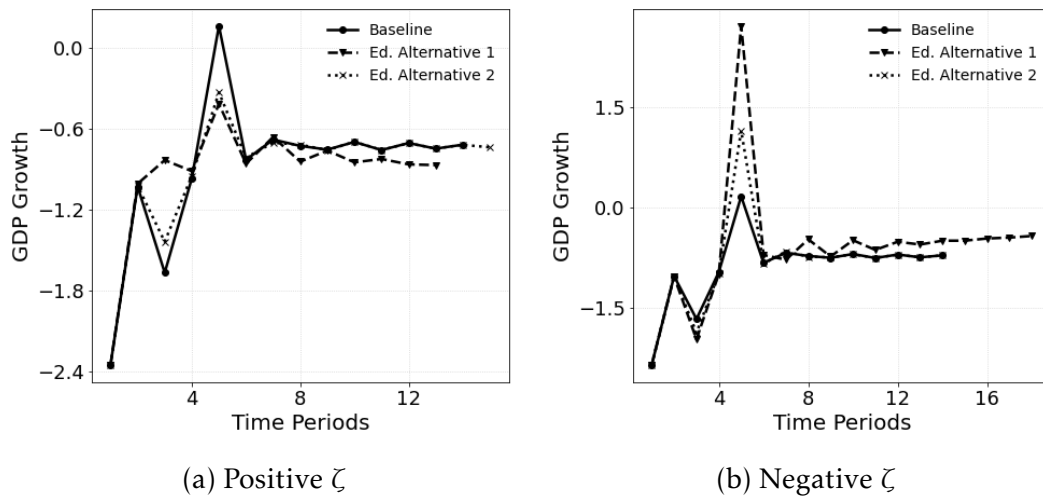 Baseline
Ed. Alternative 1
Ed. Alternative 2
0.0
−0.6
−1.2
−1.8
−2.4
GDP Growth
4 8 12
Time Periods
(a) Positive ζ
Baseline
Ed. Alternative 1
Ed. Alternative 2
1.5
0.0
−1.5
GDP Growth
4 8 12 16
Time Periods
(b) Negative ζ